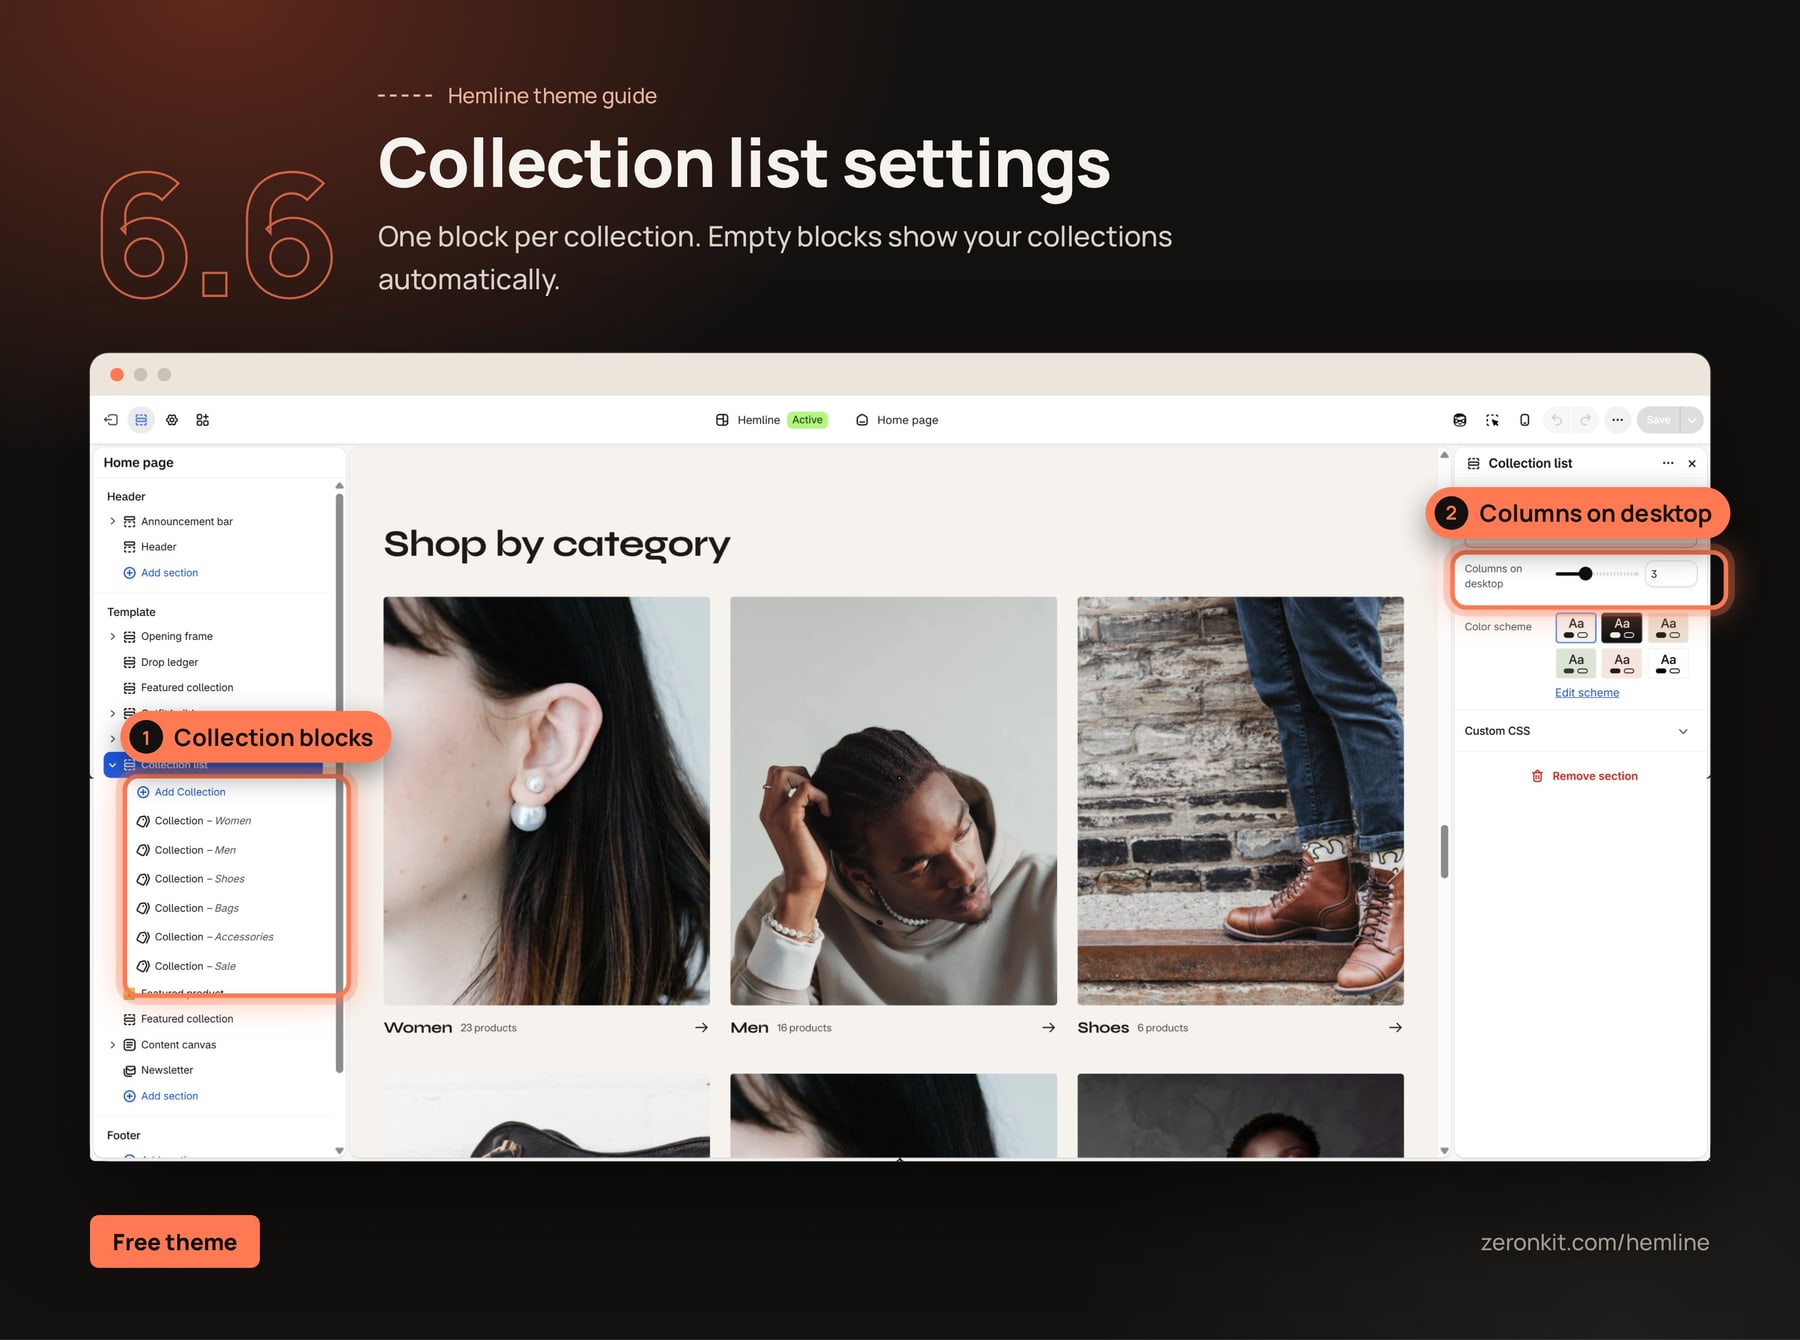 Hemline theme guide
6.6
Collection list settings
One block per collection. Empty blocks show your collections
automatically.
Hemline Active Home page
Save
Home page
Header
Announcement bar
Header
Add section
Template
Opening frame
Drop ledger
Featured collection
1 Collection blocks
Collection list
Add Collection
Collection – Women
Collection – Men
Collection – Shoes
Collection – Bags
Collection – Accessories
Collection – Sale
Featured product
Featured collection
Content canvas
Newsletter
Add section
Footer
Shop by category
Women 23 products
Men 16 products
Shoes 6 products
Collection list
2 Columns on desktop
Columns on
desktop
3
Color scheme
Aa Aa Aa
Aa Aa Aa
Edit scheme
Custom CSS
Remove section
Free theme
zeronkit.com/hemline